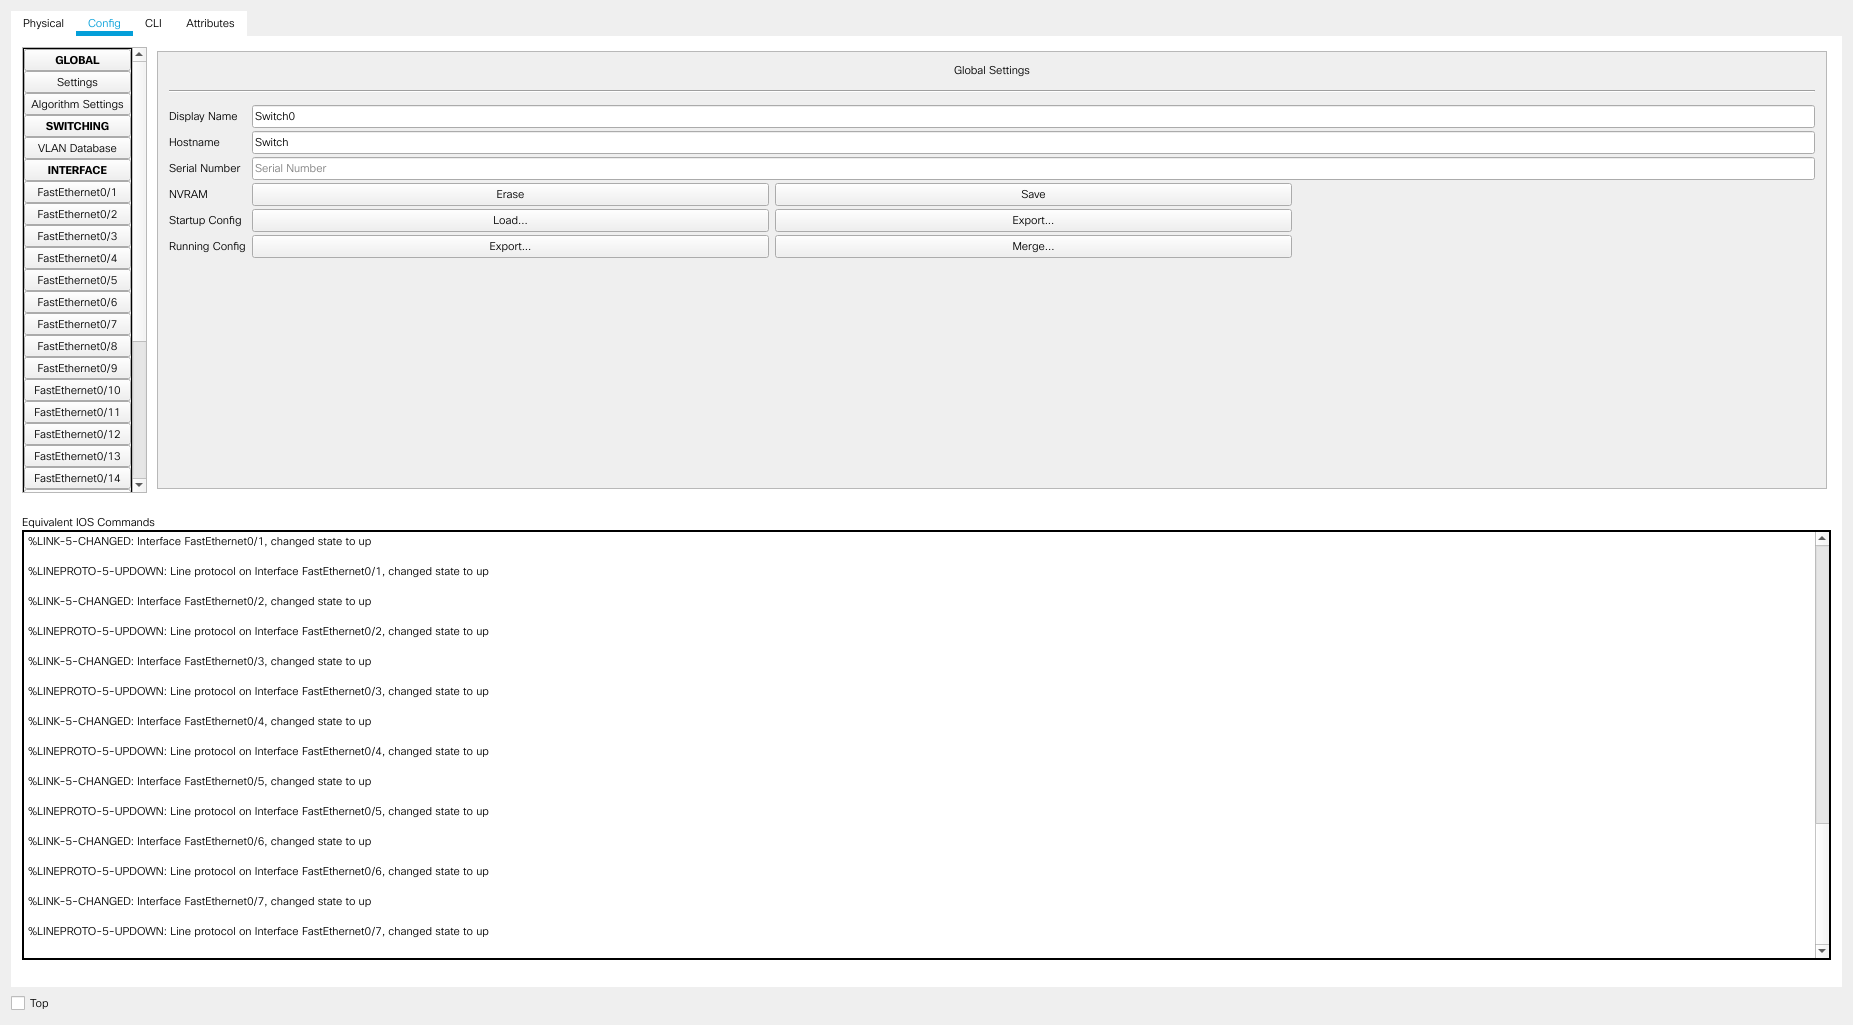 Physical Config CLI Attributes
GLOBAL
Settings
Algorithm Settings
SWITCHING
VLAN Database
INTERFACE
FastEthernet0/1
FastEthernet0/2
FastEthernet0/3
FastEthernet0/4
FastEthernet0/5
FastEthernet0/6
FastEthernet0/7
FastEthernet0/8
FastEthernet0/9
FastEthernet0/10
FastEthernet0/11
FastEthernet0/12
FastEthernet0/13
FastEthernet0/14
Global Settings
Display Name Switch0
Hostname Switch
Serial Number Serial Number
NVRAM Erase Save
Startup Config Load... Export...
Running Config Export... Merge...
Equivalent IOS Commands
%LINK-5-CHANGED: Interface FastEthernet0/1, changed state to up
%LINEPROTO-5-UPDOWN: Line protocol on Interface FastEthernet0/1, changed state to up
%LINK-5-CHANGED: Interface FastEthernet0/2, changed state to up
%LINEPROTO-5-UPDOWN: Line protocol on Interface FastEthernet0/2, changed state to up
%LINK-5-CHANGED: Interface FastEthernet0/3, changed state to up
%LINEPROTO-5-UPDOWN: Line protocol on Interface FastEthernet0/3, changed state to up
%LINK-5-CHANGED: Interface FastEthernet0/4, changed state to up
%LINEPROTO-5-UPDOWN: Line protocol on Interface FastEthernet0/4, changed state to up
%LINK-5-CHANGED: Interface FastEthernet0/5, changed state to up
%LINEPROTO-5-UPDOWN: Line protocol on Interface FastEthernet0/5, changed state to up
%LINK-5-CHANGED: Interface FastEthernet0/6, changed state to up
%LINEPROTO-5-UPDOWN: Line protocol on Interface FastEthernet0/6, changed state to up
%LINK-5-CHANGED: Interface FastEthernet0/7, changed state to up
%LINEPROTO-5-UPDOWN: Line protocol on Interface FastEthernet0/7, changed state to up
Top